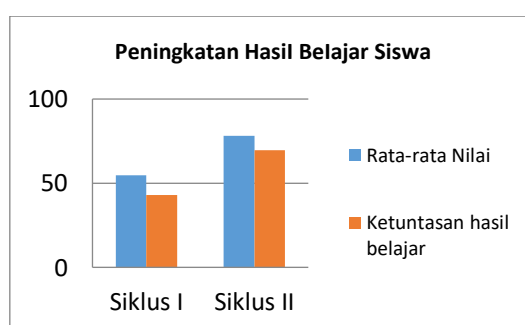 Peningkatan Hasil Belajar Siswa
100
50
0
Siklus I
Siklus II
Rata-rata Nilai
Ketuntasan hasil
belajar